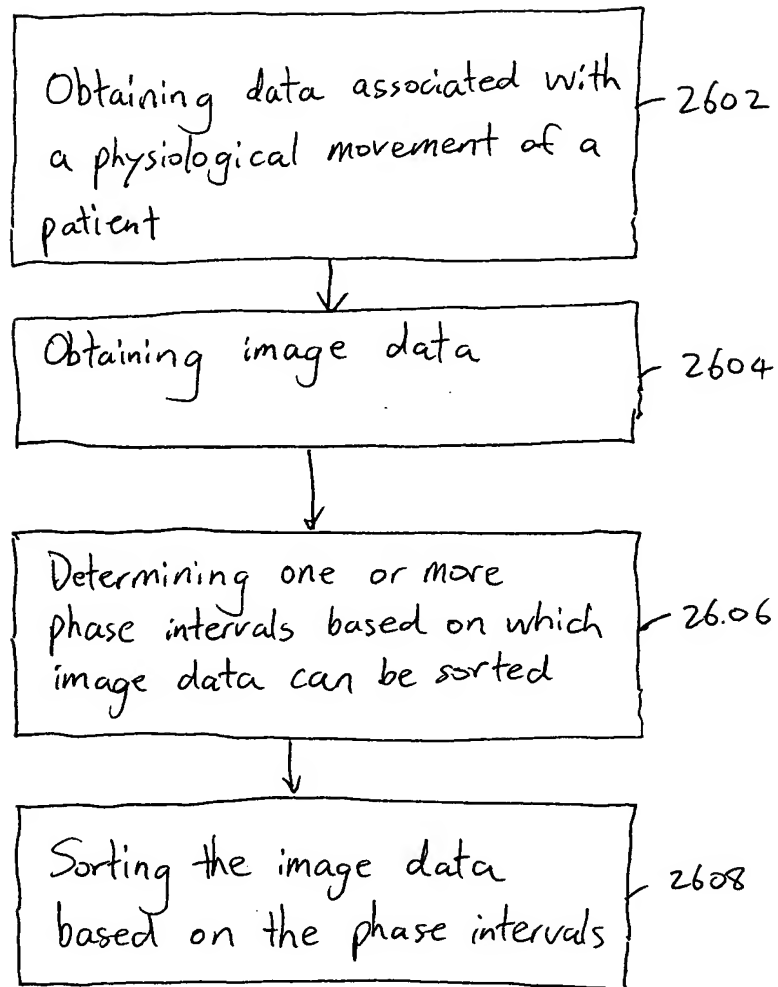 Obtaining data associated with
a physiological movement of a
patient
2602
Obtaining image data
2604
Determining one or more
phase intervals based on which
image data can be sorted
26.06
Sorting the image data
based on the phase intervals
2608